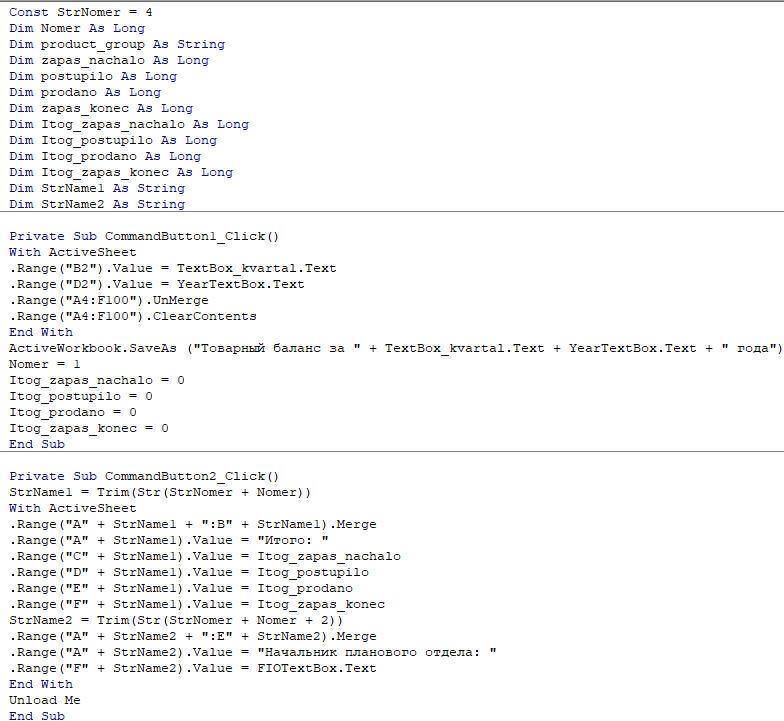 Const StrNomer = 4
Dim Nomer As Long
Dim product_group As String
Dim zapas_nachalo As Long
Dim postupilo As Long
Dim prodano As Long
Dim zapas_konec As Long
Dim Itog_zapas_nachalo As Long
Dim Itog_postupilo As Long
Dim Itog_prodano As Long
Dim Itog_zapas_konec As Long
Dim StrName1 As String
Dim StrName2 As String
Private Sub CommandButton1_Click()
With ActiveSheet
.Range("B2").Value = TextBox_kvartal.Text
.Range("D2").Value = YearTextBox.Text
.Range("A4:F100").UnMerge
.Range("A4:F100").ClearContents
End With
ActiveWorkbook.SaveAs ("Товарный баланс за " + TextBox_kvartal.Text + YearTextBox.Text + " года")
Nomer = 1
Itog_zapas_nachalo = 0
Itog_postupilo = 0
Itog_prodano = 0
Itog_zapas_konec = 0
End Sub
Private Sub CommandButton2_Click()
StrName1 = Trim(Str(StrNomer + Nomer))
With ActiveSheet
.Range("A" + StrName1 + ":B" + StrName1).Merge
.Range("A" + StrName1).Value = "Итого: "
.Range("C" + StrName1).Value = Itog_zapas_nachalo
.Range("D" + StrName1).Value = Itog_postupilo
.Range("E" + StrName1).Value = Itog_prodano
.Range("F" + StrName1).Value = Itog_zapas_konec
StrName2 = Trim(Str(StrNomer + Nomer + 2))
.Range("A" + StrName2 + ":E" + StrName2).Merge
.Range("A" + StrName2).Value = "Начальник планового отдела: "
.Range("F" + StrName2).Value = FIOTextBox.Text
End With
Unload Me
End Sub